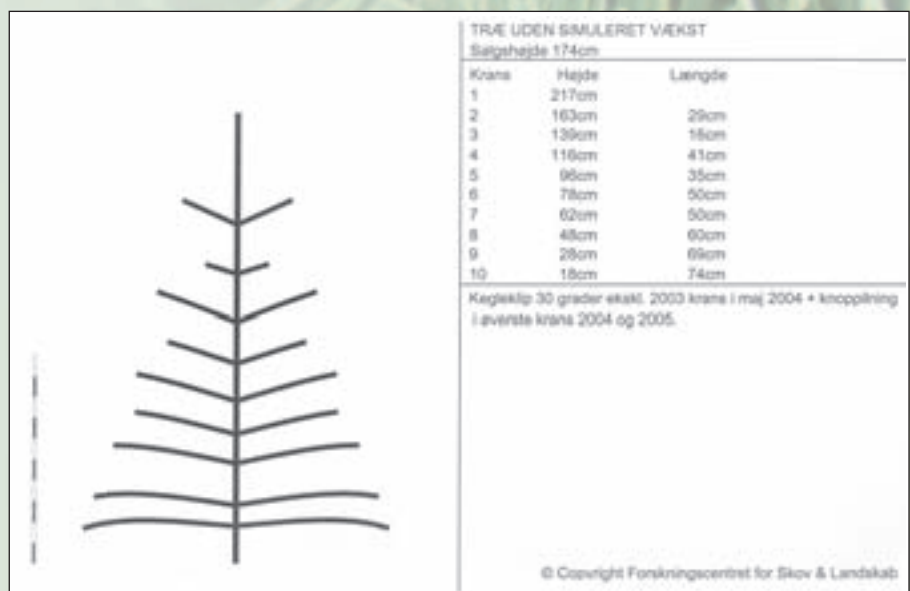 TRÆ UDEN SIMULERET VÆKST
Salgshøjde 174cm
Krans Højde Længde
1 217cm
2 163cm 29cm
3 139cm 16cm
4 116cm 41cm
5 96cm 35cm
6 78cm 50cm
7 62cm 50cm
8 48cm 60cm
9 28cm 69cm
10 18cm 74cm
Kegleklip 30 grader ekskl. 2003 krans i maj 2004 + knoppilning
i øverste krans 2004 og 2005.
© Copyright Forskningscentret for Skov & Landskab